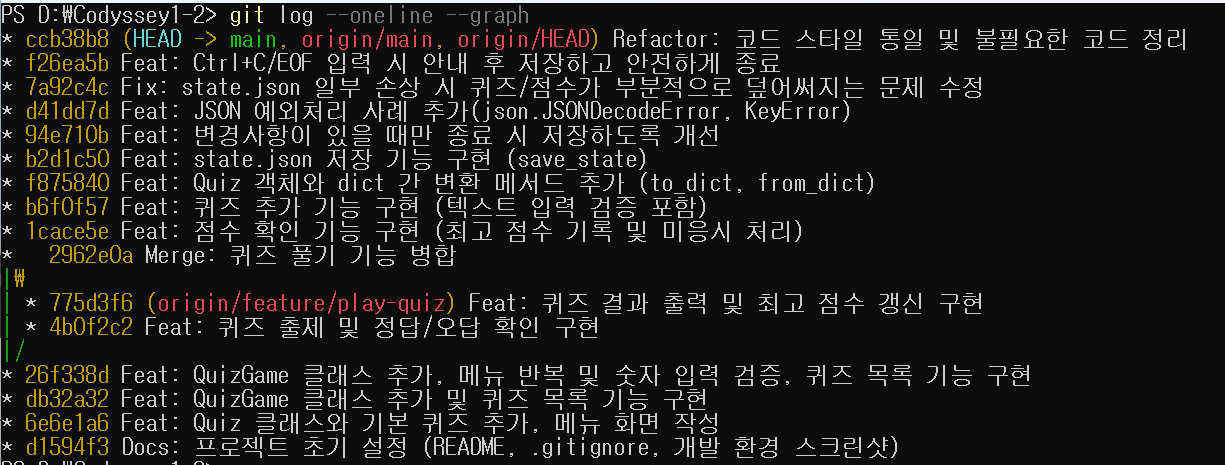 PS D:\Codyssey1-2> git log --oneline --graph
* ccb38b8 (HEAD -> main, origin/main, origin/HEAD) Refactor: 코드 스타일 통일 및 불필요한 코드 정리
* f26ea5b Feat: Ctrl+C/EOF 입력 시 안내 후 저장하고 안전하게 종료
* 7a92c4c Fix: state.json 일부 손상 시 퀴즈/점수가 부분적으로 덮어써지는 문제 수정
* d41dd7d Feat: JSON 예외처리 사례 추가(json.JSONDecodeError, KeyError)
* 94e710b Feat: 변경사항이 있을 때만 종료 시 저장하도록 개선
* b2d1c50 Feat: state.json 저장 기능 구현 (save_state)
* f875840 Feat: Quiz 객체와 dict 간 변환 메서드 추가 (to_dict, from_dict)
* b6f0f57 Feat: 퀴즈 추가 기능 구현 (텍스트 입력 검증 포함)
* 1cace5e Feat: 점수 확인 기능 구현 (최고 점수 기록 및 미응시 처리)
*   2962e0a Merge: 퀴즈 풀기 기능 병합
|₩
| * 775d3f6 (origin/feature/play-quiz) Feat: 퀴즈 결과 출력 및 최고 점수 갱신 구현
| * 4b0f2c2 Feat: 퀴즈 출제 및 정답/오답 확인 구현
|/
* 26f338d Feat: QuizGame 클래스 추가, 메뉴 반복 및 숫자 입력 검증, 퀴즈 목록 기능 구현
* db32a32 Feat: QuizGame 클래스 추가 및 퀴즈 목록 기능 구현
* 6e6e1a6 Feat: Quiz 클래스와 기본 퀴즈 추가, 메뉴 화면 작성
* d1594f3 Docs: 프로젝트 초기 설정 (README, .gitignore, 개발 환경 스크린샷)
PS D:₩Codyssey1-2>